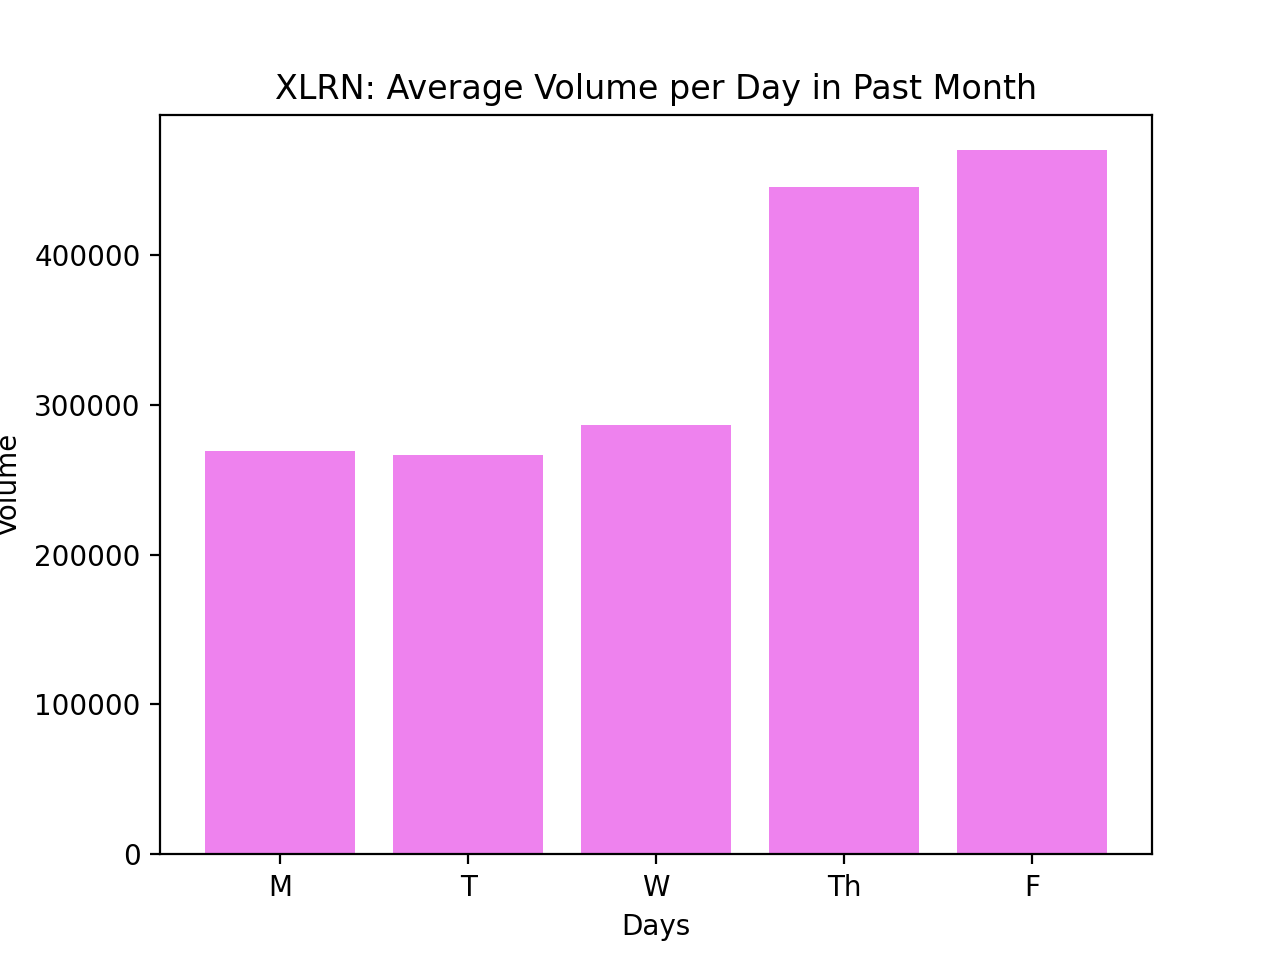 XLRN: Average Volume per Day in Past Month
Volume
400000
300000
200000
100000
0
M T W Th F
Days